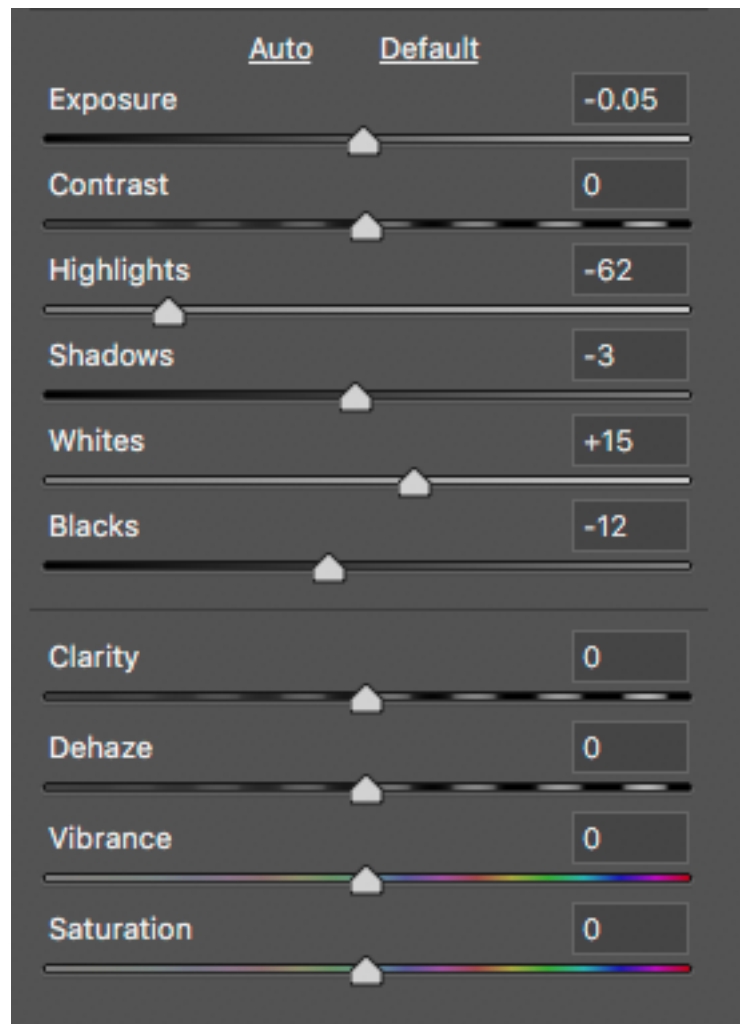 Auto Default
Exposure -0.05
Contrast 0
Highlights -62
Shadows -3
Whites +15
Blacks -12
Clarity 0
Dehaze 0
Vibrance 0
Saturation 0